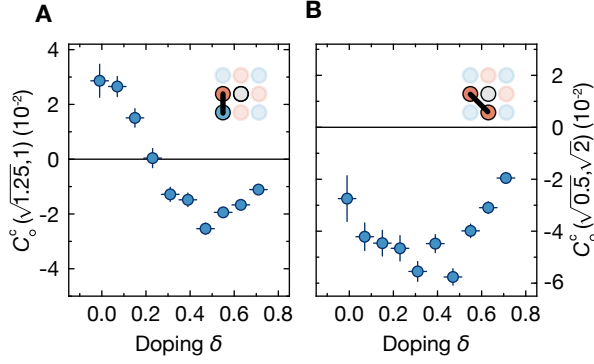 A
B
4
2
0
-2
-4
2
0
-2
-4
-6
C_o^c (√1.25,1) (10⁻²)
C_o^c (√0.5,√2) (10⁻²)
0.0 0.2 0.4 0.6 0.8
0.0 0.2 0.4 0.6 0.8
Doping δ
Doping δ